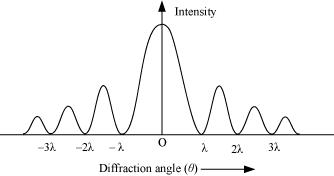 Intensity
–3λ –2λ – λ O λ 2λ 3λ
Diffraction angle (θ)